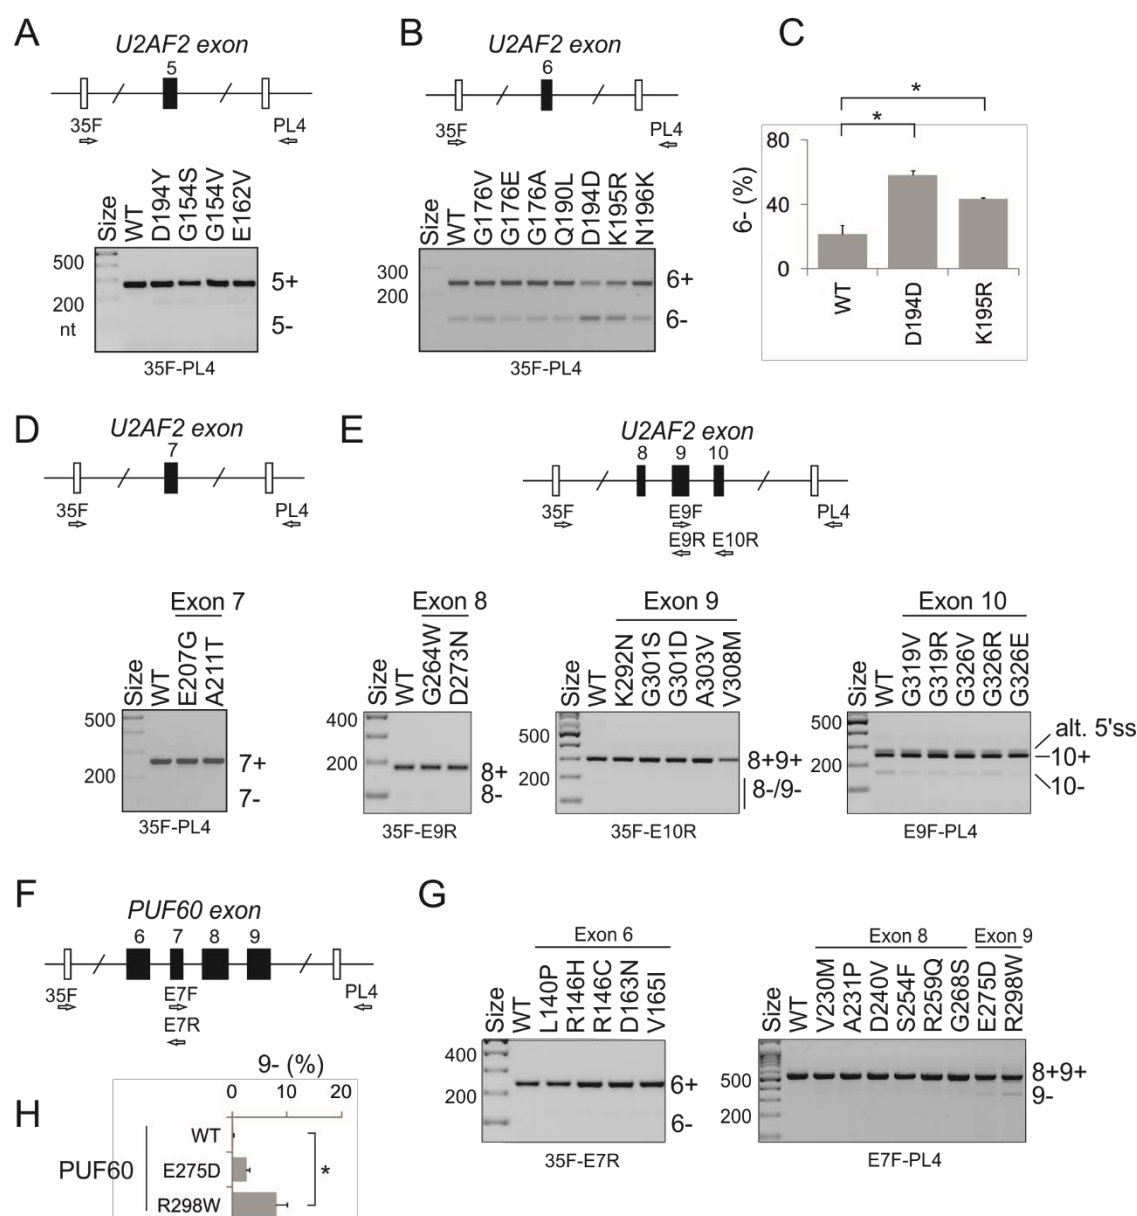 A
U2AF2 exon
5
35F
PL4
Size
WT
D194Y
G154S
G154V
E162V
500
200
nt
5+
5-
35F-PL4
B
U2AF2 exon
6
35F
PL4
Size
WT
G176V
G176E
G176A
Q190L
D194D
K195R
N196K
300
200
6+
6-
35F-PL4
C
*
*
6- (%)
80
40
0
WT
D194D
K195R
D
U2AF2 exon
7
35F
PL4
Exon 7
Size
WT
E207G
A211T
500
200
7+
7-
35F-PL4
E
U2AF2 exon
8 9 10
35F
E9F
PL4
E9R E10R
Exon 8
Size
WT
G264W
D273N
400
200
8+
8-
35F-E9R
Exon 9
Size
WT
K292N
G301S
G301D
A303V
V308M
500
200
8+9+
8-/9-
35F-E10R
Exon 10
Size
WT
G319V
G319R
G326V
G326R
G326E
500
200
alt. 5'ss
10+
10-
E9F-PL4
F
PUF60 exon
6 7 8 9
35F
E7F
PL4
E7R
G
Exon 6
Size
WT
L140P
R146H
R146C
D163N
V165I
400
200
6+
6-
35F-E7R
Exon 8 Exon 9
Size
WT
V230M
A231P
D240V
S254F
R259Q
G268S
E275D
R298W
500
200
8+9+
9-
E7F-PL4
H
9- (%)
0 10 20
PUF60
WT
E275D
R298W
*